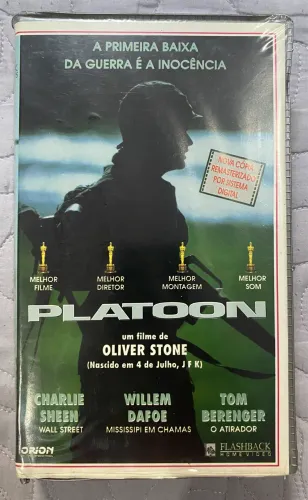 A PRIMEIRA BAIXA
DA GUERRA É A INOCÊNCIA
NOVA CÓPIA
REMASTERIZADO
POR SISTEMA
DIGITAL
MELHOR
FILME
MELHOR
DIRETOR
MELHOR
MONTAGEM
MELHOR
SOM
PLATOON
um filme de
OLIVER STONE
(Nascido em 4 de Julho, J F K)
CHARLIE
SHEEN
WALL STREET
WILLEM
DAFOE
MISSISIPI EM CHAMAS
TOM
BERENGER
O ATIRADOR
ORION
FLASHBACK
HOME VIDEO